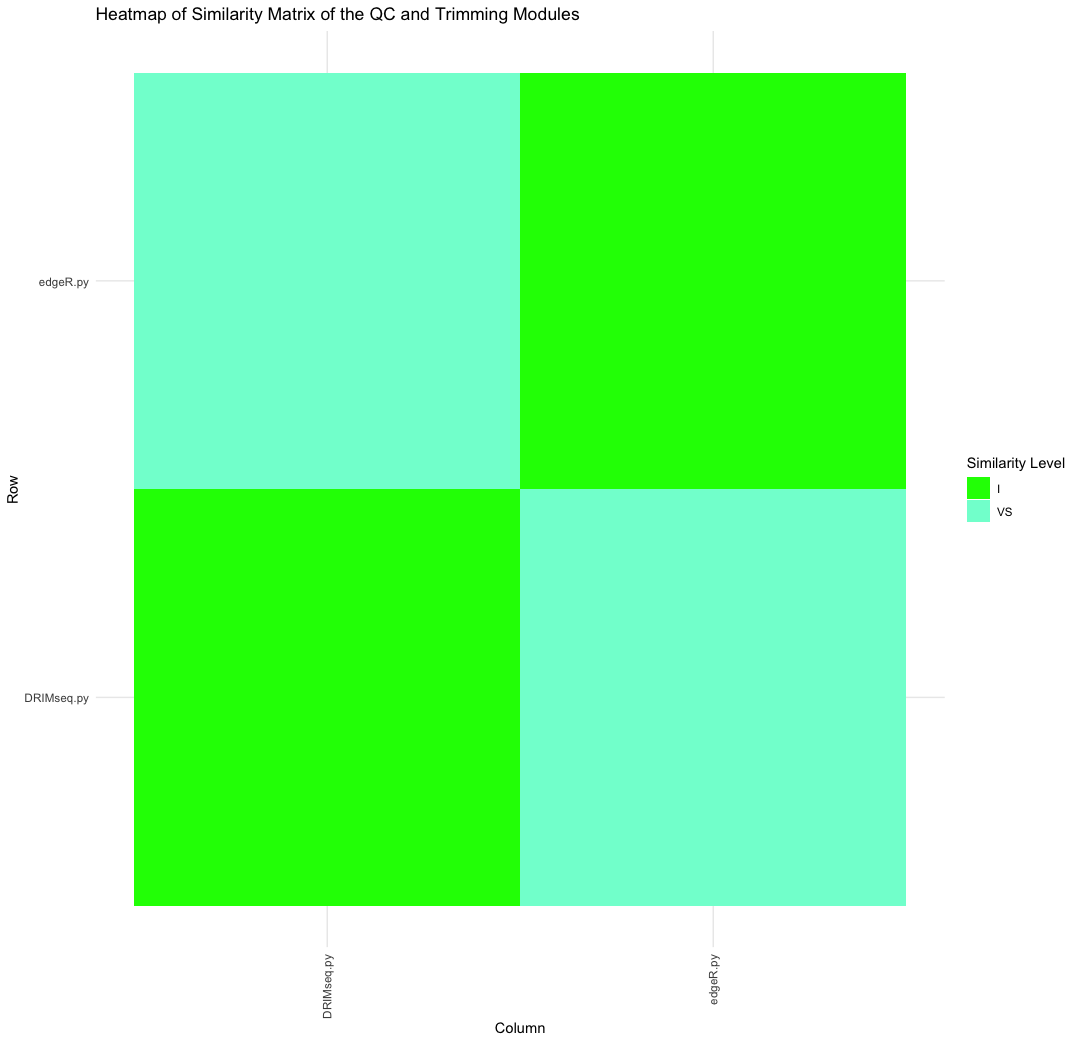 Heatmap of Similarity Matrix of the QC and Trimming Modules
edgeR.py
Row
DRIMseq.py
Similarity Level
I
VS
DRIMseq.py
edgeR.py
Column